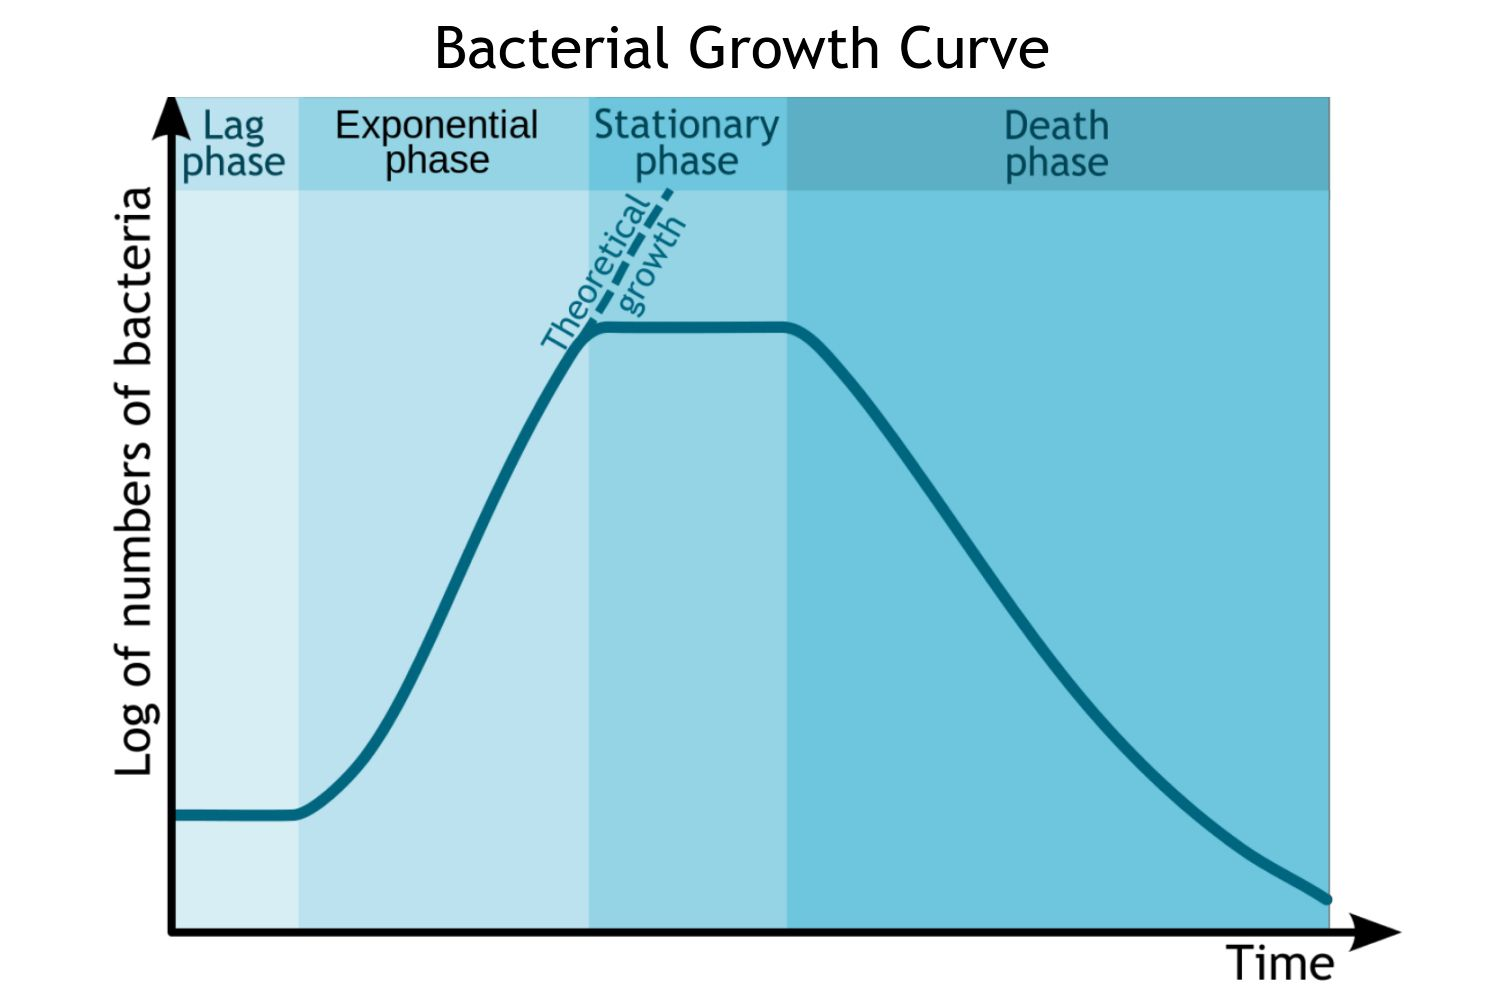 Bacterial Growth Curve
Lag
phase
Exponential
phase
Stationary
phase
Death
phase
Theoretical
growth
Log of numbers of bacteria
Time